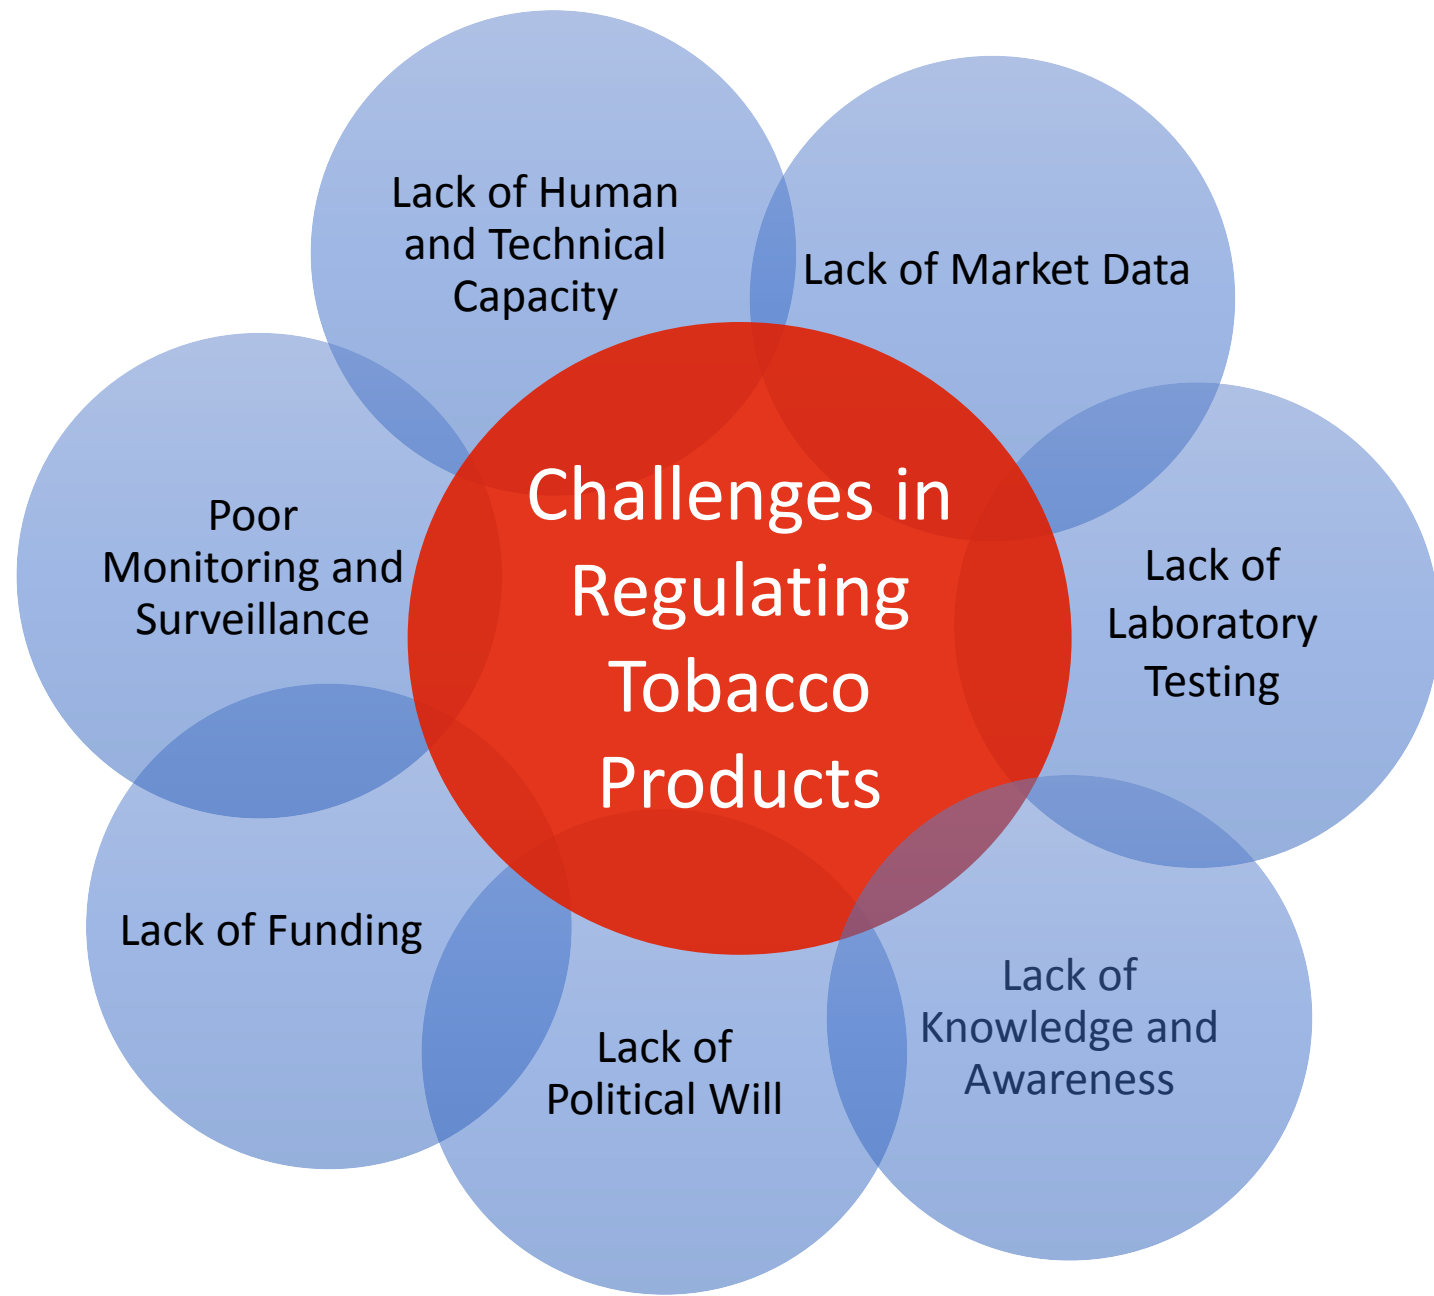 Lack of Human
and Technical
Capacity
Lack of Market Data
Poor
Monitoring and
Surveillance
Challenges in
Regulating
Tobacco
Products
Lack of
Laboratory
Testing
Lack of Funding
Lack of
Political Will
Lack of
Knowledge and
Awareness